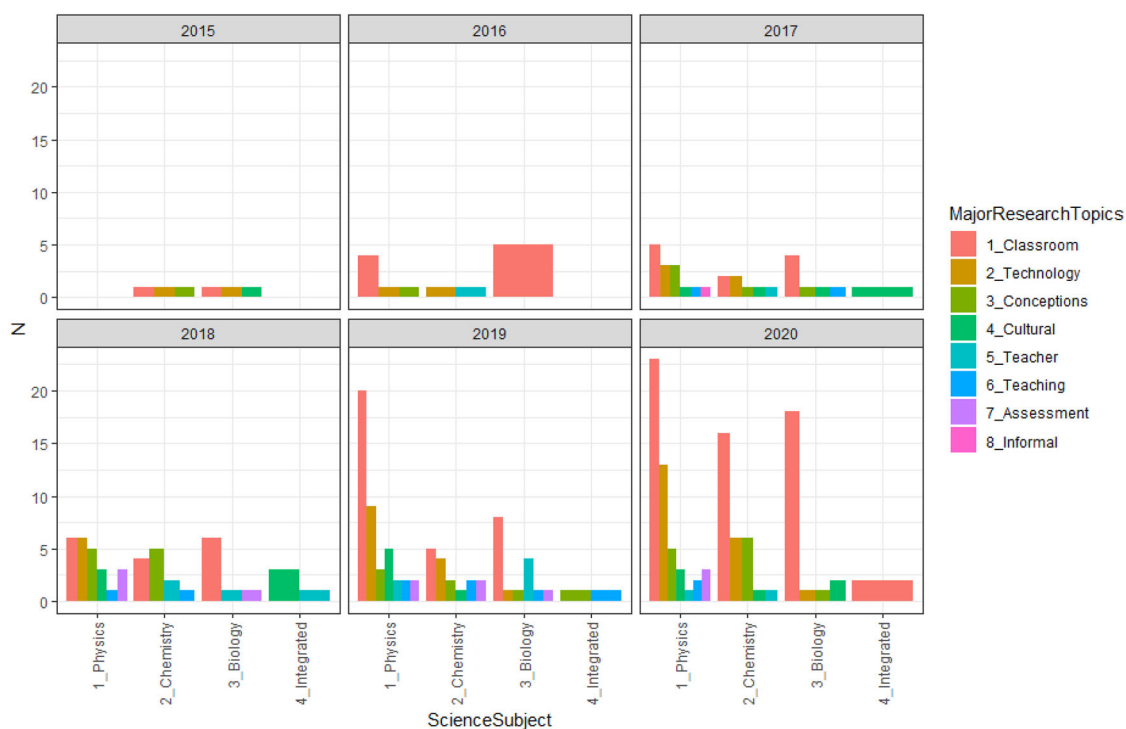 2015 2016 2017
20
15
10
5
0
N
2018 2019 2020
20
15
10
5
0
1_Physics
2_Chemistry
3_Biology
4_Integrated
1_Physics
2_Chemistry
3_Biology
4_Integrated
1_Physics
2_Chemistry
3_Biology
4_Integrated
ScienceSubject
MajorResearchTopics
1_Classroom
2_Technology
3_Conceptions
4_Cultural
5_Teacher
6_Teaching
7_Assessment
8_Informal